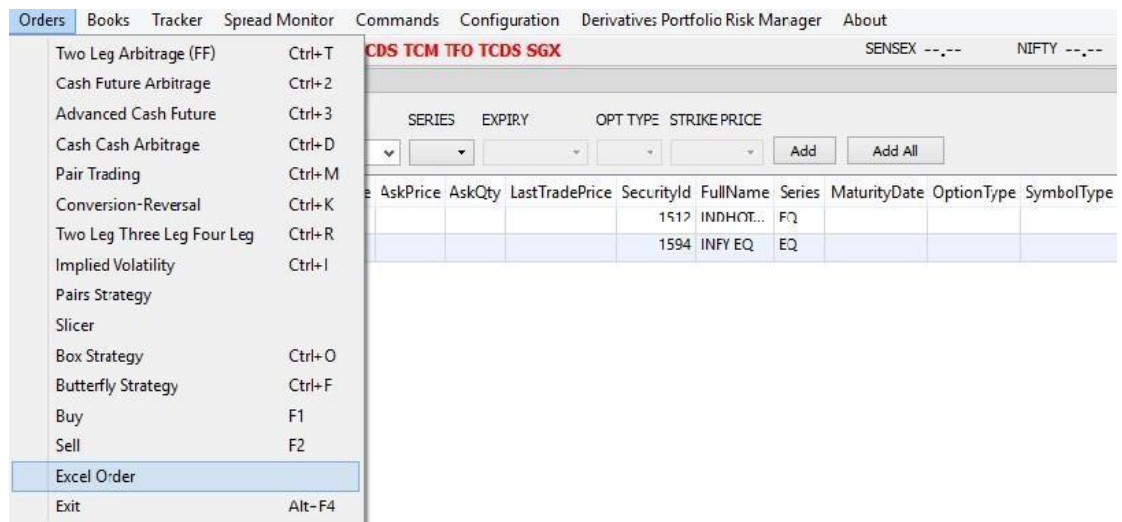 Orders Books Tracker Spread Monitor Commands Configuration Derivatives Portfolio Risk Manager About
Two Leg Arbitrage (FF) Ctrl+T
CDS TCM TFO TCDS SGX SENSEX --.-- NIFTY --.--
Cash Future Arbitrage Ctrl+2
Advanced Cash Future Ctrl+3
SERIES EXPIRY OPT TYPE STRIKE PRICE
Cash Cash Arbitrage Ctrl+D
Add Add All
Pair Trading Ctrl+M
e AskPrice AskQty LastTradePrice SecurityId FullName Series MaturityDate OptionType SymbolType
Conversion-Reversal Ctrl+K
1512 INDHOT... EQ
Two Leg Three Leg Four Leg Ctrl+R
1594 INFY EQ EQ
Implied Volatility Ctrl+I
Pairs Strategy
Slicer
Box Strategy Ctrl+O
Butterfly Strategy Ctrl+F
Buy F1
Sell F2
Excel Order
Exit Alt-F4